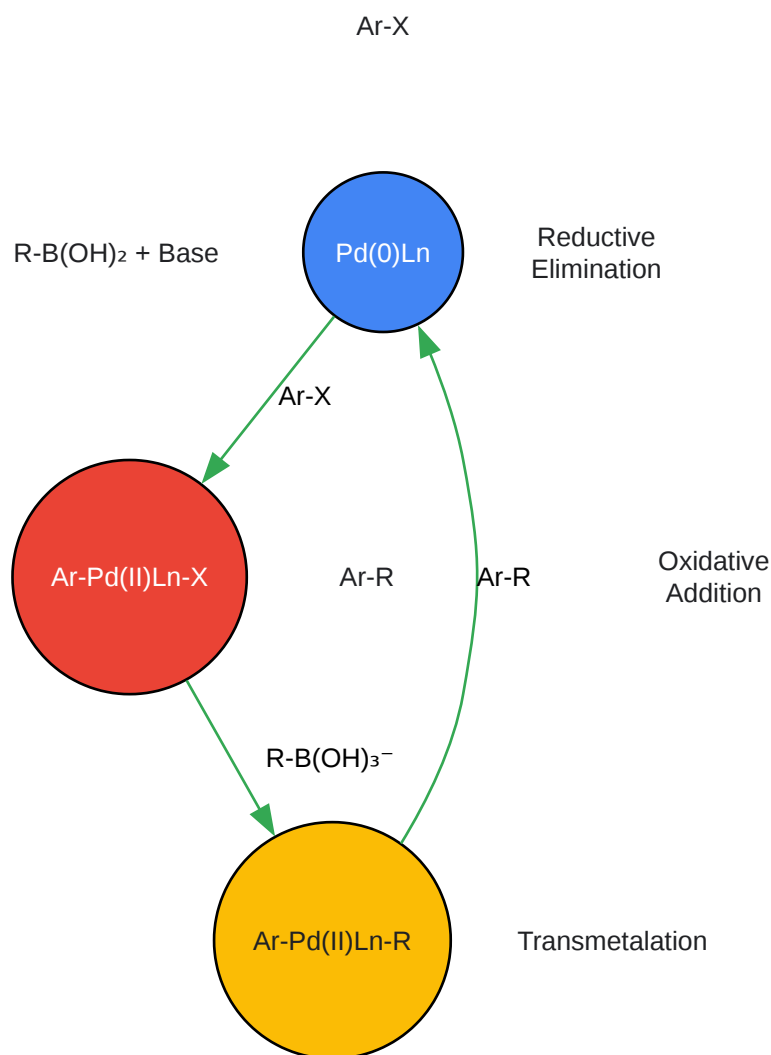 Ar-X
R-B(OH)₂ + Base
Pd(0)Ln
Reductive
Elimination
Ar-X
Ar-Pd(II)Ln-X
Ar-R
Ar-R
Oxidative
Addition
R-B(OH)₃⁻
Ar-Pd(II)Ln-R
Transmetalation